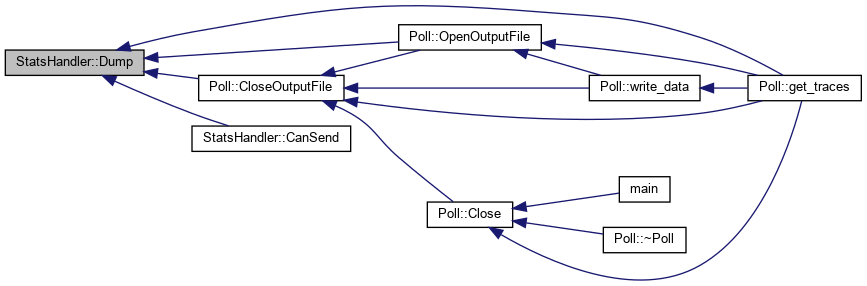 StatsHandler::Dump
Poll::OpenOutputFile
Poll::CloseOutputFile
StatsHandler::CanSend
Poll::write_data
Poll::get_traces
Poll::Close
main
Poll::~Poll